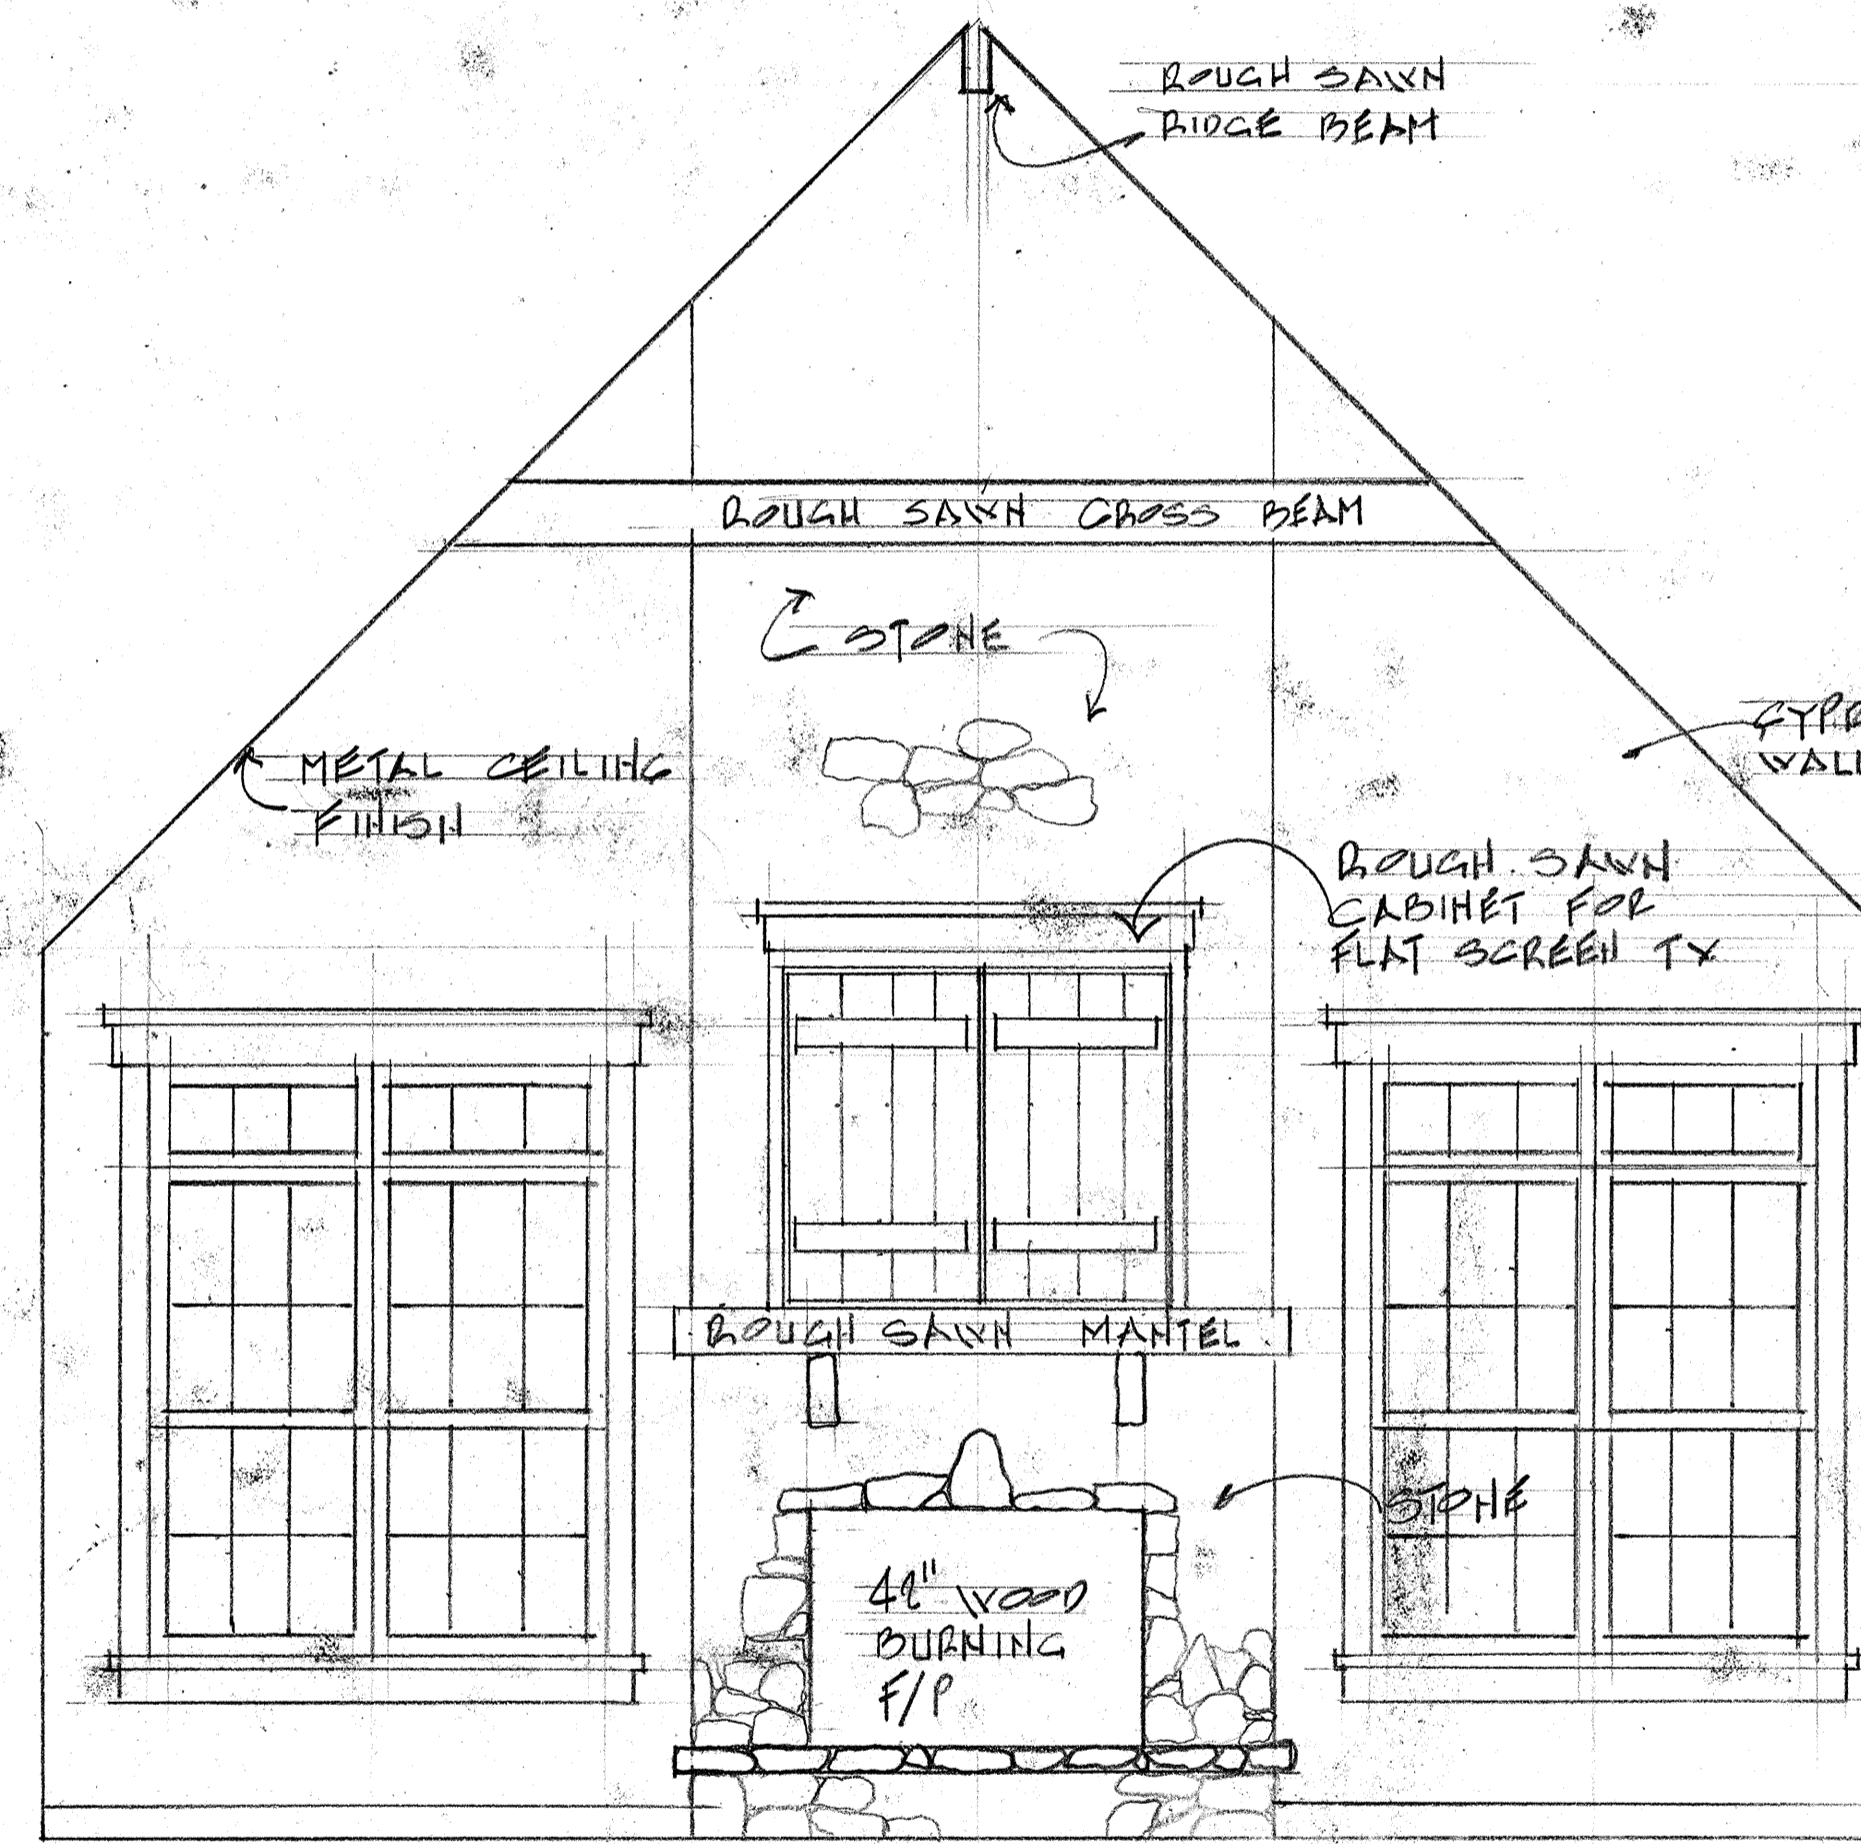 ROUGH SAWN
RIDGE BEAM
ROUGH SAWN CROSS BEAM
STONE
METAL CEILING
FINISH
ROUGH SAWN
CABINET FOR
FLAT SCREEN TV
ROUGH SAWN MANTEL
STONE
42" WOOD
BURNING
F/P